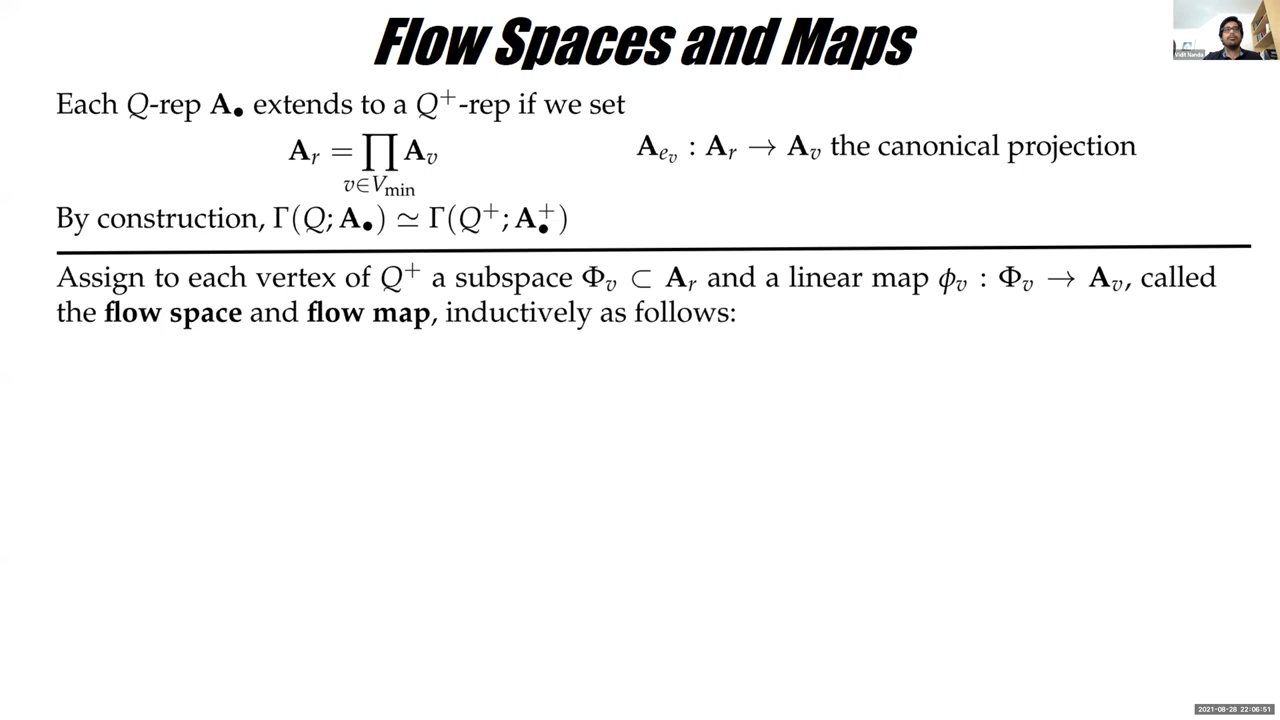 Flow Spaces and Maps
Vidit Nanda
Each Q-rep A• extends to a Q⁺-rep if we set
A_r = ∏_{v∈V_min} A_v
A_{e_v} : A_r → A_v the canonical projection
By construction, Γ(Q; A•) ≃ Γ(Q⁺; A•⁺)
Assign to each vertex of Q⁺ a subspace Φ_v ⊂ A_r and a linear map ϕ_v : Φ_v → A_v, called
the flow space and flow map, inductively as follows:
2021-08-28 22:06:51